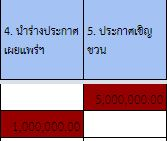 4. นำร่างประกาศ
เผยแพร่ฯ
5. ประกาศเชิญ
ชวน
5,000,000.00
1,000,000.00